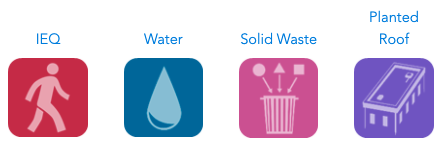 IEQ
Water
Solid Waste
Planted
Roof